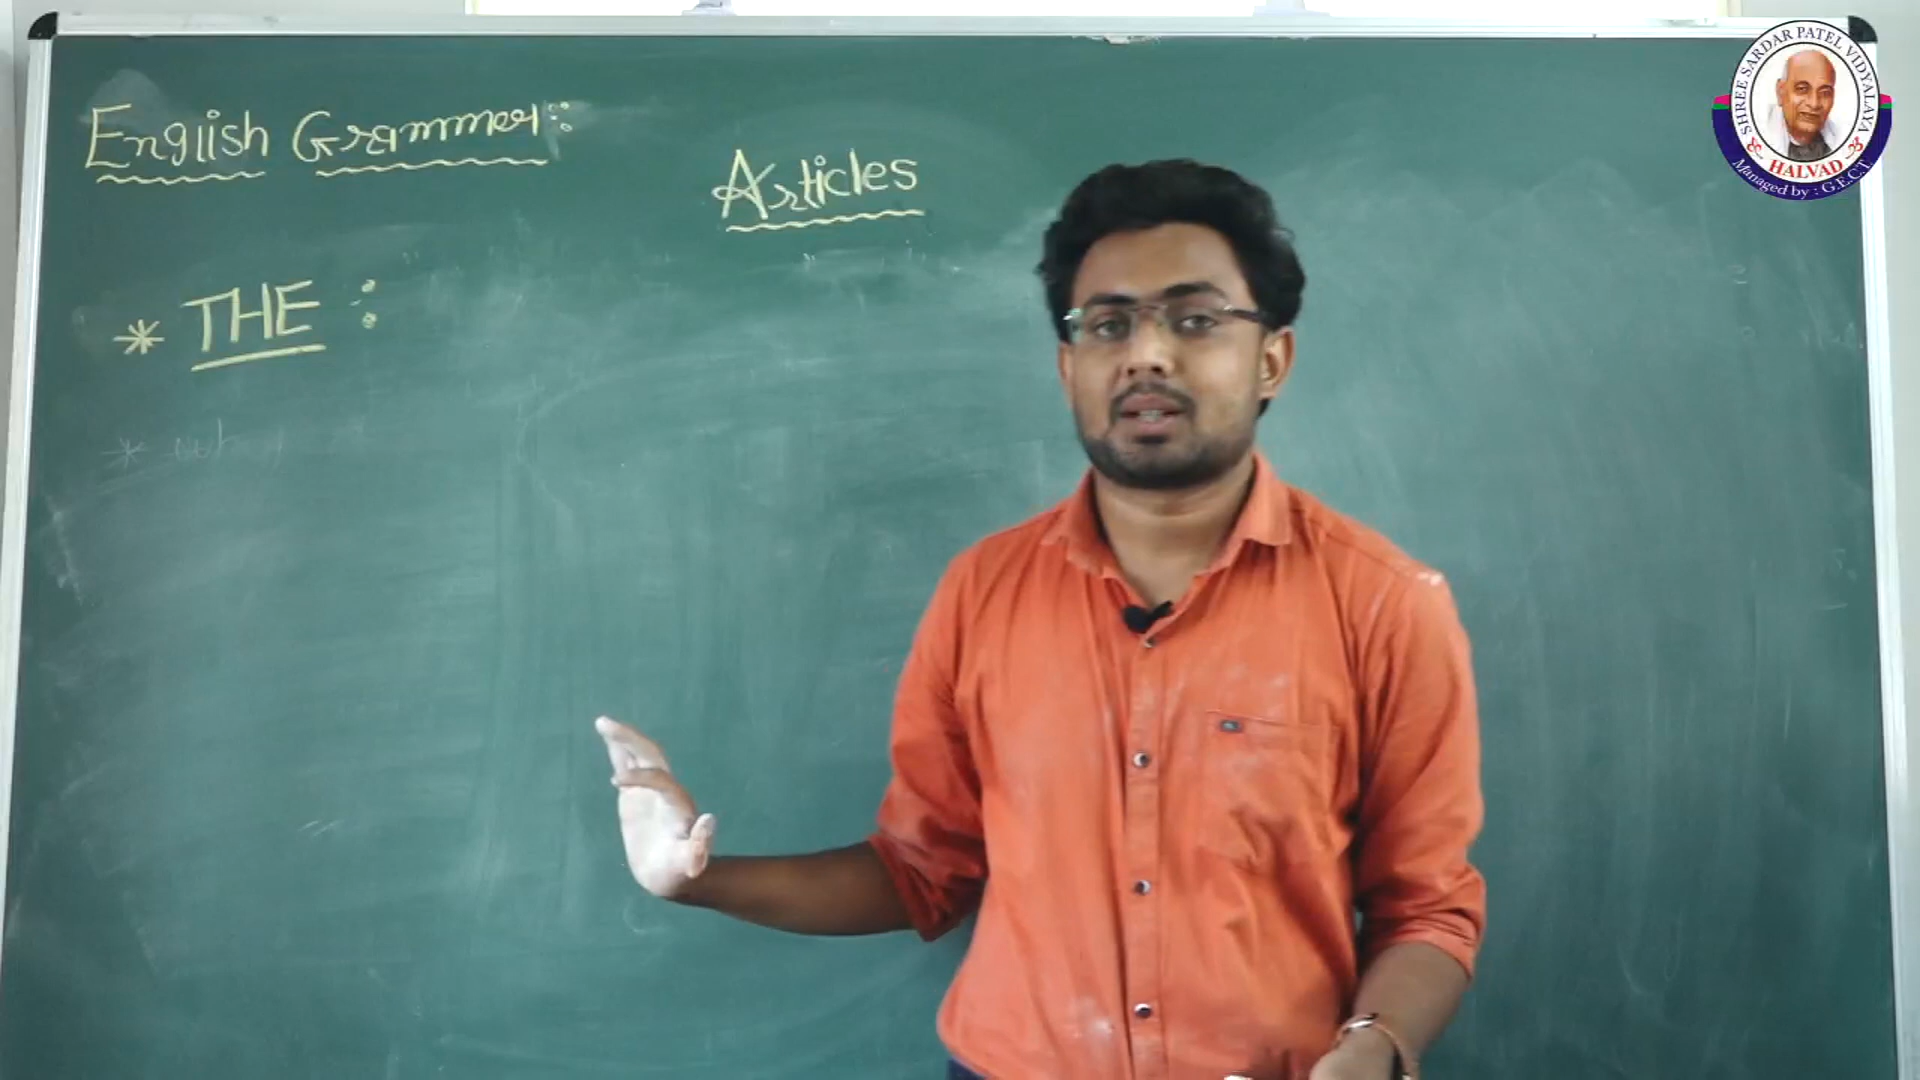 English Grammer:
Articles
* THE :
SHREE SARDAR PATEL VIDYALAYA
HALVAD
Managed by : G.E.C.T.